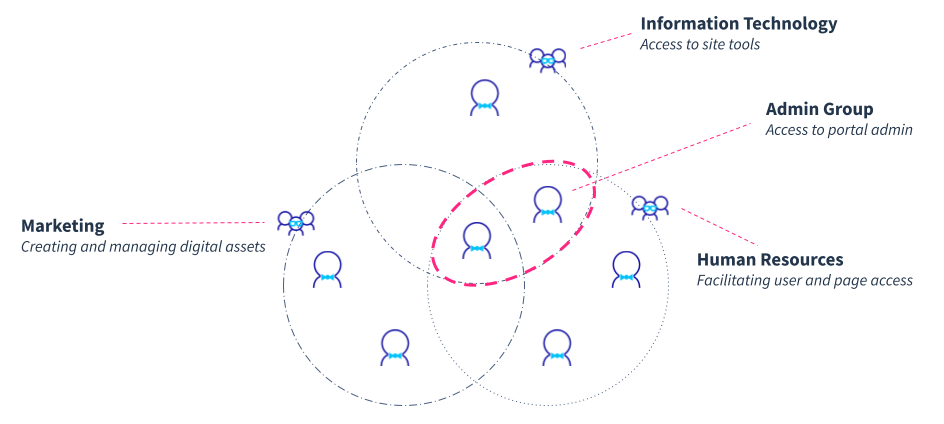 Information Technology
Access to site tools
Admin Group
Access to portal admin
Marketing
Creating and managing digital assets
Human Resources
Facilitating user and page access